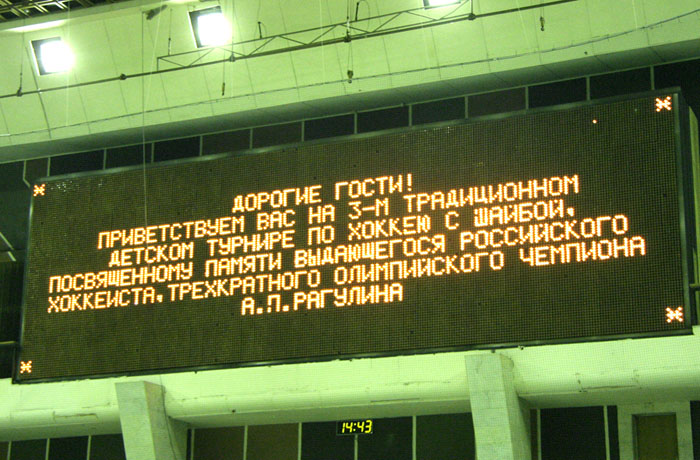 ДОРОГИЕ ГОСТИ!
ПРИВЕТСТВУЕМ ВАС НА 3-М ТРАДИЦИОННОМ
ДЕТСКОМ ТУРНИРЕ ПО ХОККЕЮ С ШАЙБОЙ,
ПОСВЯЩЕННОМУ ПАМЯТИ ВЫДАЮЩЕГОСЯ РОССИЙСКОГО
ХОККЕИСТА,ТРЕХКРАТНОГО ОЛИМПИЙСКОГО ЧЕМПИОНА
А.П.РАГУЛИНА
14:43